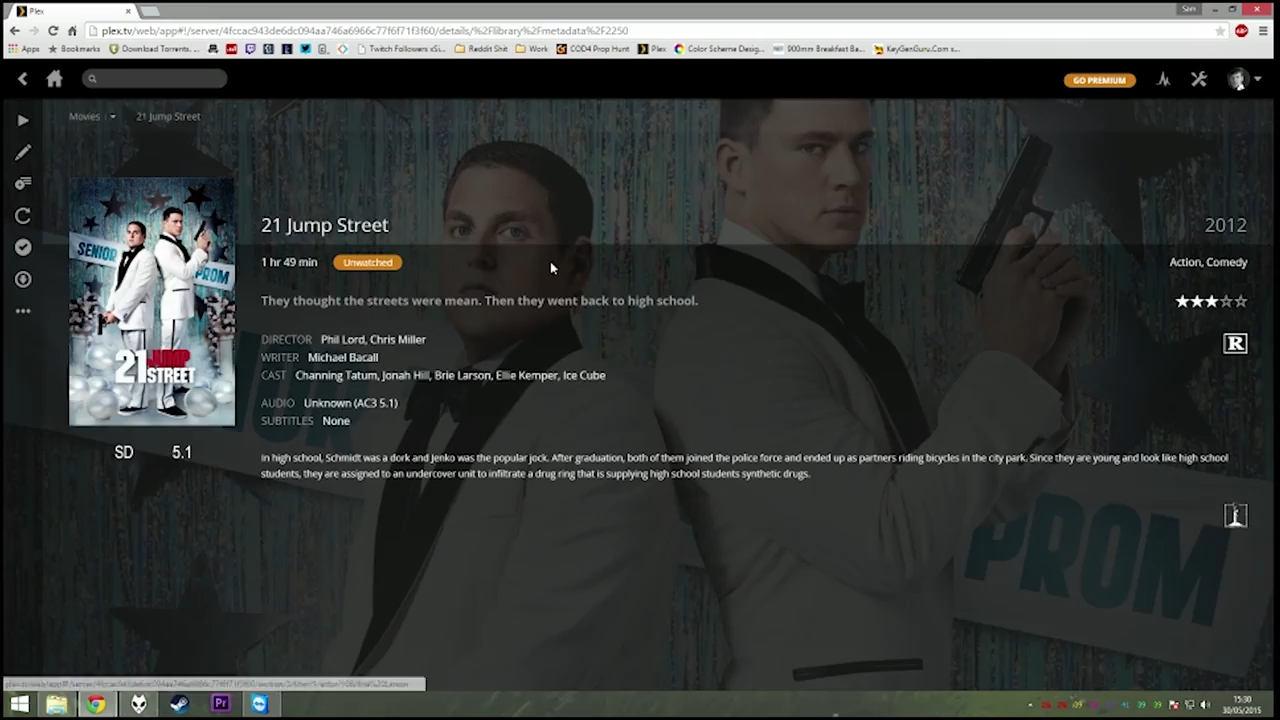 Plex
Sam
plex.tv/web/app#!/server/4fccac943de6dc094aa746a6966c77f6f71f3f60/details/%2Flibrary%2Fmetadata%2F2250
Apps Bookmarks Download Torrents... Twitch Followers xSi... Reddit Shit Work COD4 Prop Hunt Plex Color Scheme Desig... 900mm Breakfast Ba... KeyGenGuru.Com s...
GO PREMIUM
Movies 21 Jump Street
21 Jump Street
2012
1 hr 49 min Unwatched
Action, Comedy
They thought the streets were mean. Then they went back to high school.
DIRECTOR Phil Lord, Chris Miller
R
WRITER Michael Bacall
CAST Channing Tatum, Jonah Hill, Brie Larson, Ellie Kemper, Ice Cube
AUDIO Unknown (AC3 5.1)
SUBTITLES None
SENIOR
PROM
21 JUMP
STREET
SD 5.1
In high school, Schmidt was a dork and Jenko was the popular jock. After graduation, both of them joined the police force and ended up as partners riding bicycles in the city park. Since they are young and look like high school
students, they are assigned to an undercover unit to infiltrate a drug ring that is supplying high school students synthetic drugs.
PROM
Pr
15:30
30/05/2015